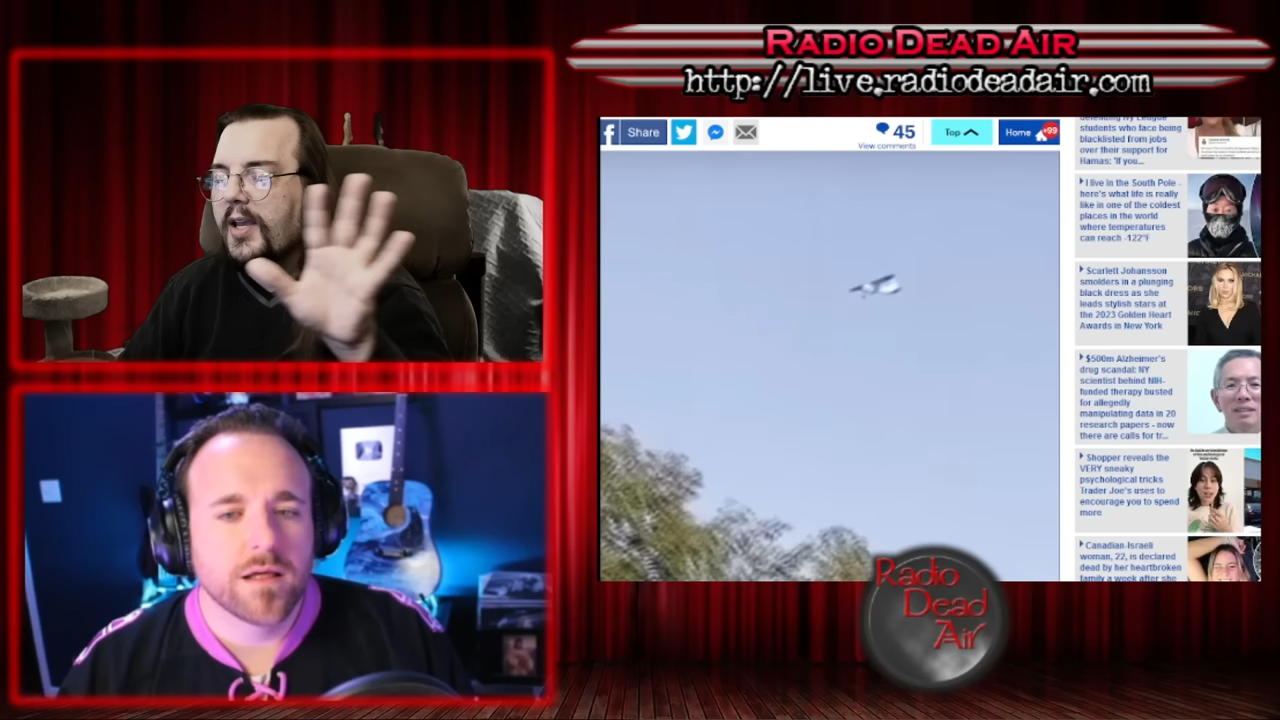 Radio Dead Air
http://live.radiodeadair.com
Share
45
View comments
Top
Home
+99
students who face being
blacklisted from jobs
over their support for
Hamas: 'If you...
I live in the South Pole -
here's what life is really
like in one of the coldest
places in the world
where temperatures
can reach -122°F
Scarlett Johansson
smolders in a plunging
black dress as she
leads stylish stars at
the 2023 Golden Heart
Awards in New York
$500m Alzheimer's
drug scandal: NY
scientist behind NIH-
funded therapy busted
for allegedly
manipulating data in 20
research papers - now
there are calls for tr...
Shopper reveals the
VERY sneaky
psychological tricks
Trader Joe's uses to
encourage you to spend
more
Canadian-Israeli
woman, 22, is declared
dead by her heartbroken
family a week after she
Radio
Dead
Air